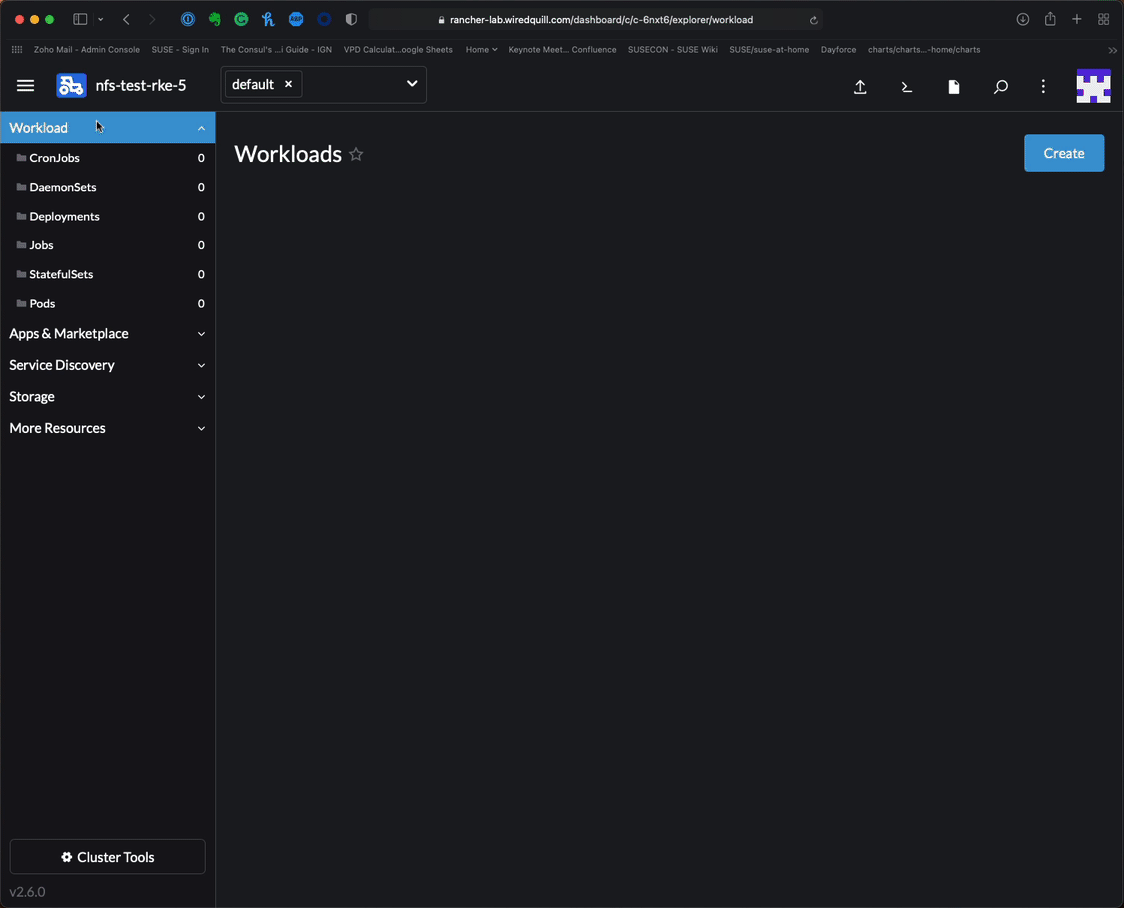 rancher-lab.wiredquill.com/dashboard/c/c-6nxt6/explorer/workload
Zoho Mail - Admin Console SUSE - Sign In The Consul's ...i Guide - IGN VPD Calculat...oogle Sheets Home Keynote Meet... Confluence SUSECON - SUSE Wiki SUSE/suse-at-home Dayforce charts/charts...-home/charts
nfs-test-rke-5
default
Workload
CronJobs 0
DaemonSets 0
Deployments 0
Jobs 0
StatefulSets 0
Pods 0
Apps & Marketplace
Service Discovery
Storage
More Resources
Workloads
Create
Cluster Tools
v2.6.0